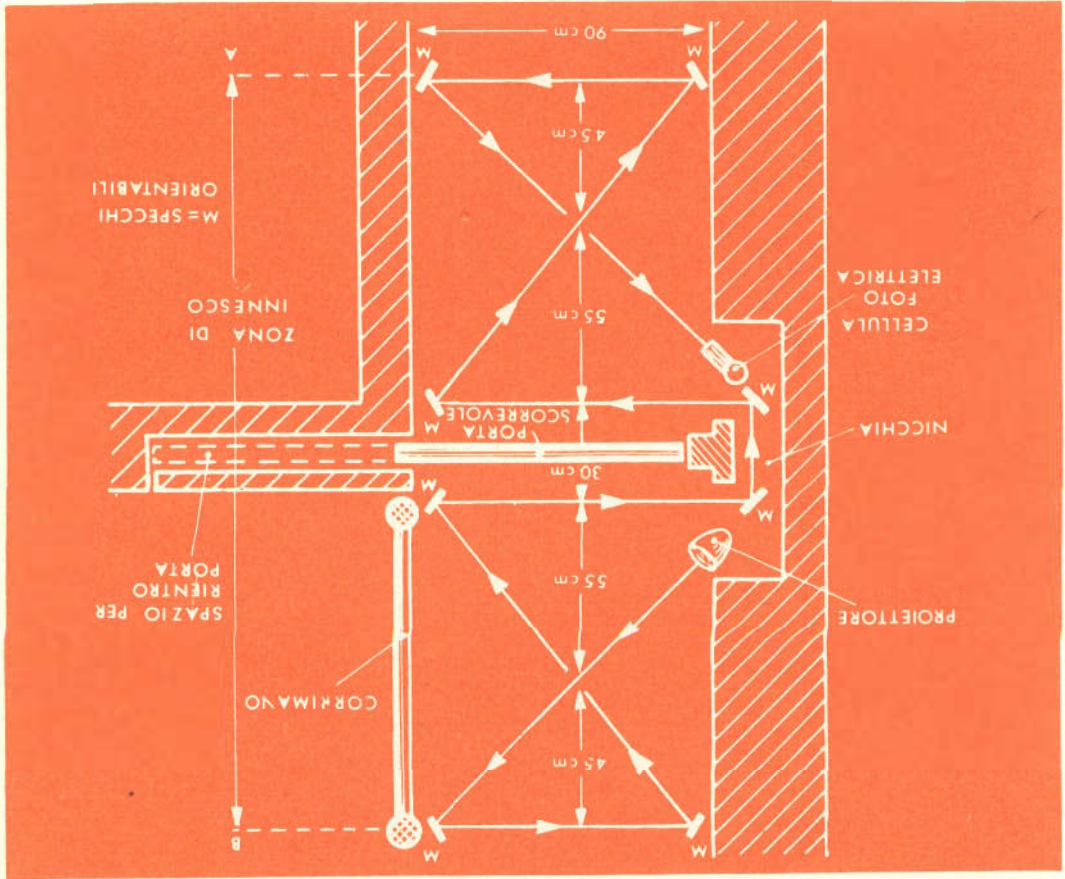 M
M
B
45 cm
CORRIMANO
PROIETTORE
55 cm
SPAZIO PER
RIENTRO
PORTA
M
M
30 cm
NICCHIA
PORTA
SCORREVOLE
M
M
CELLULA
FOTO
ELETTRICA
55 cm
ZONA DI
INNESCO
M=SPECCHI
ORIENTABILI
45 cm
M
M
A
90 cm